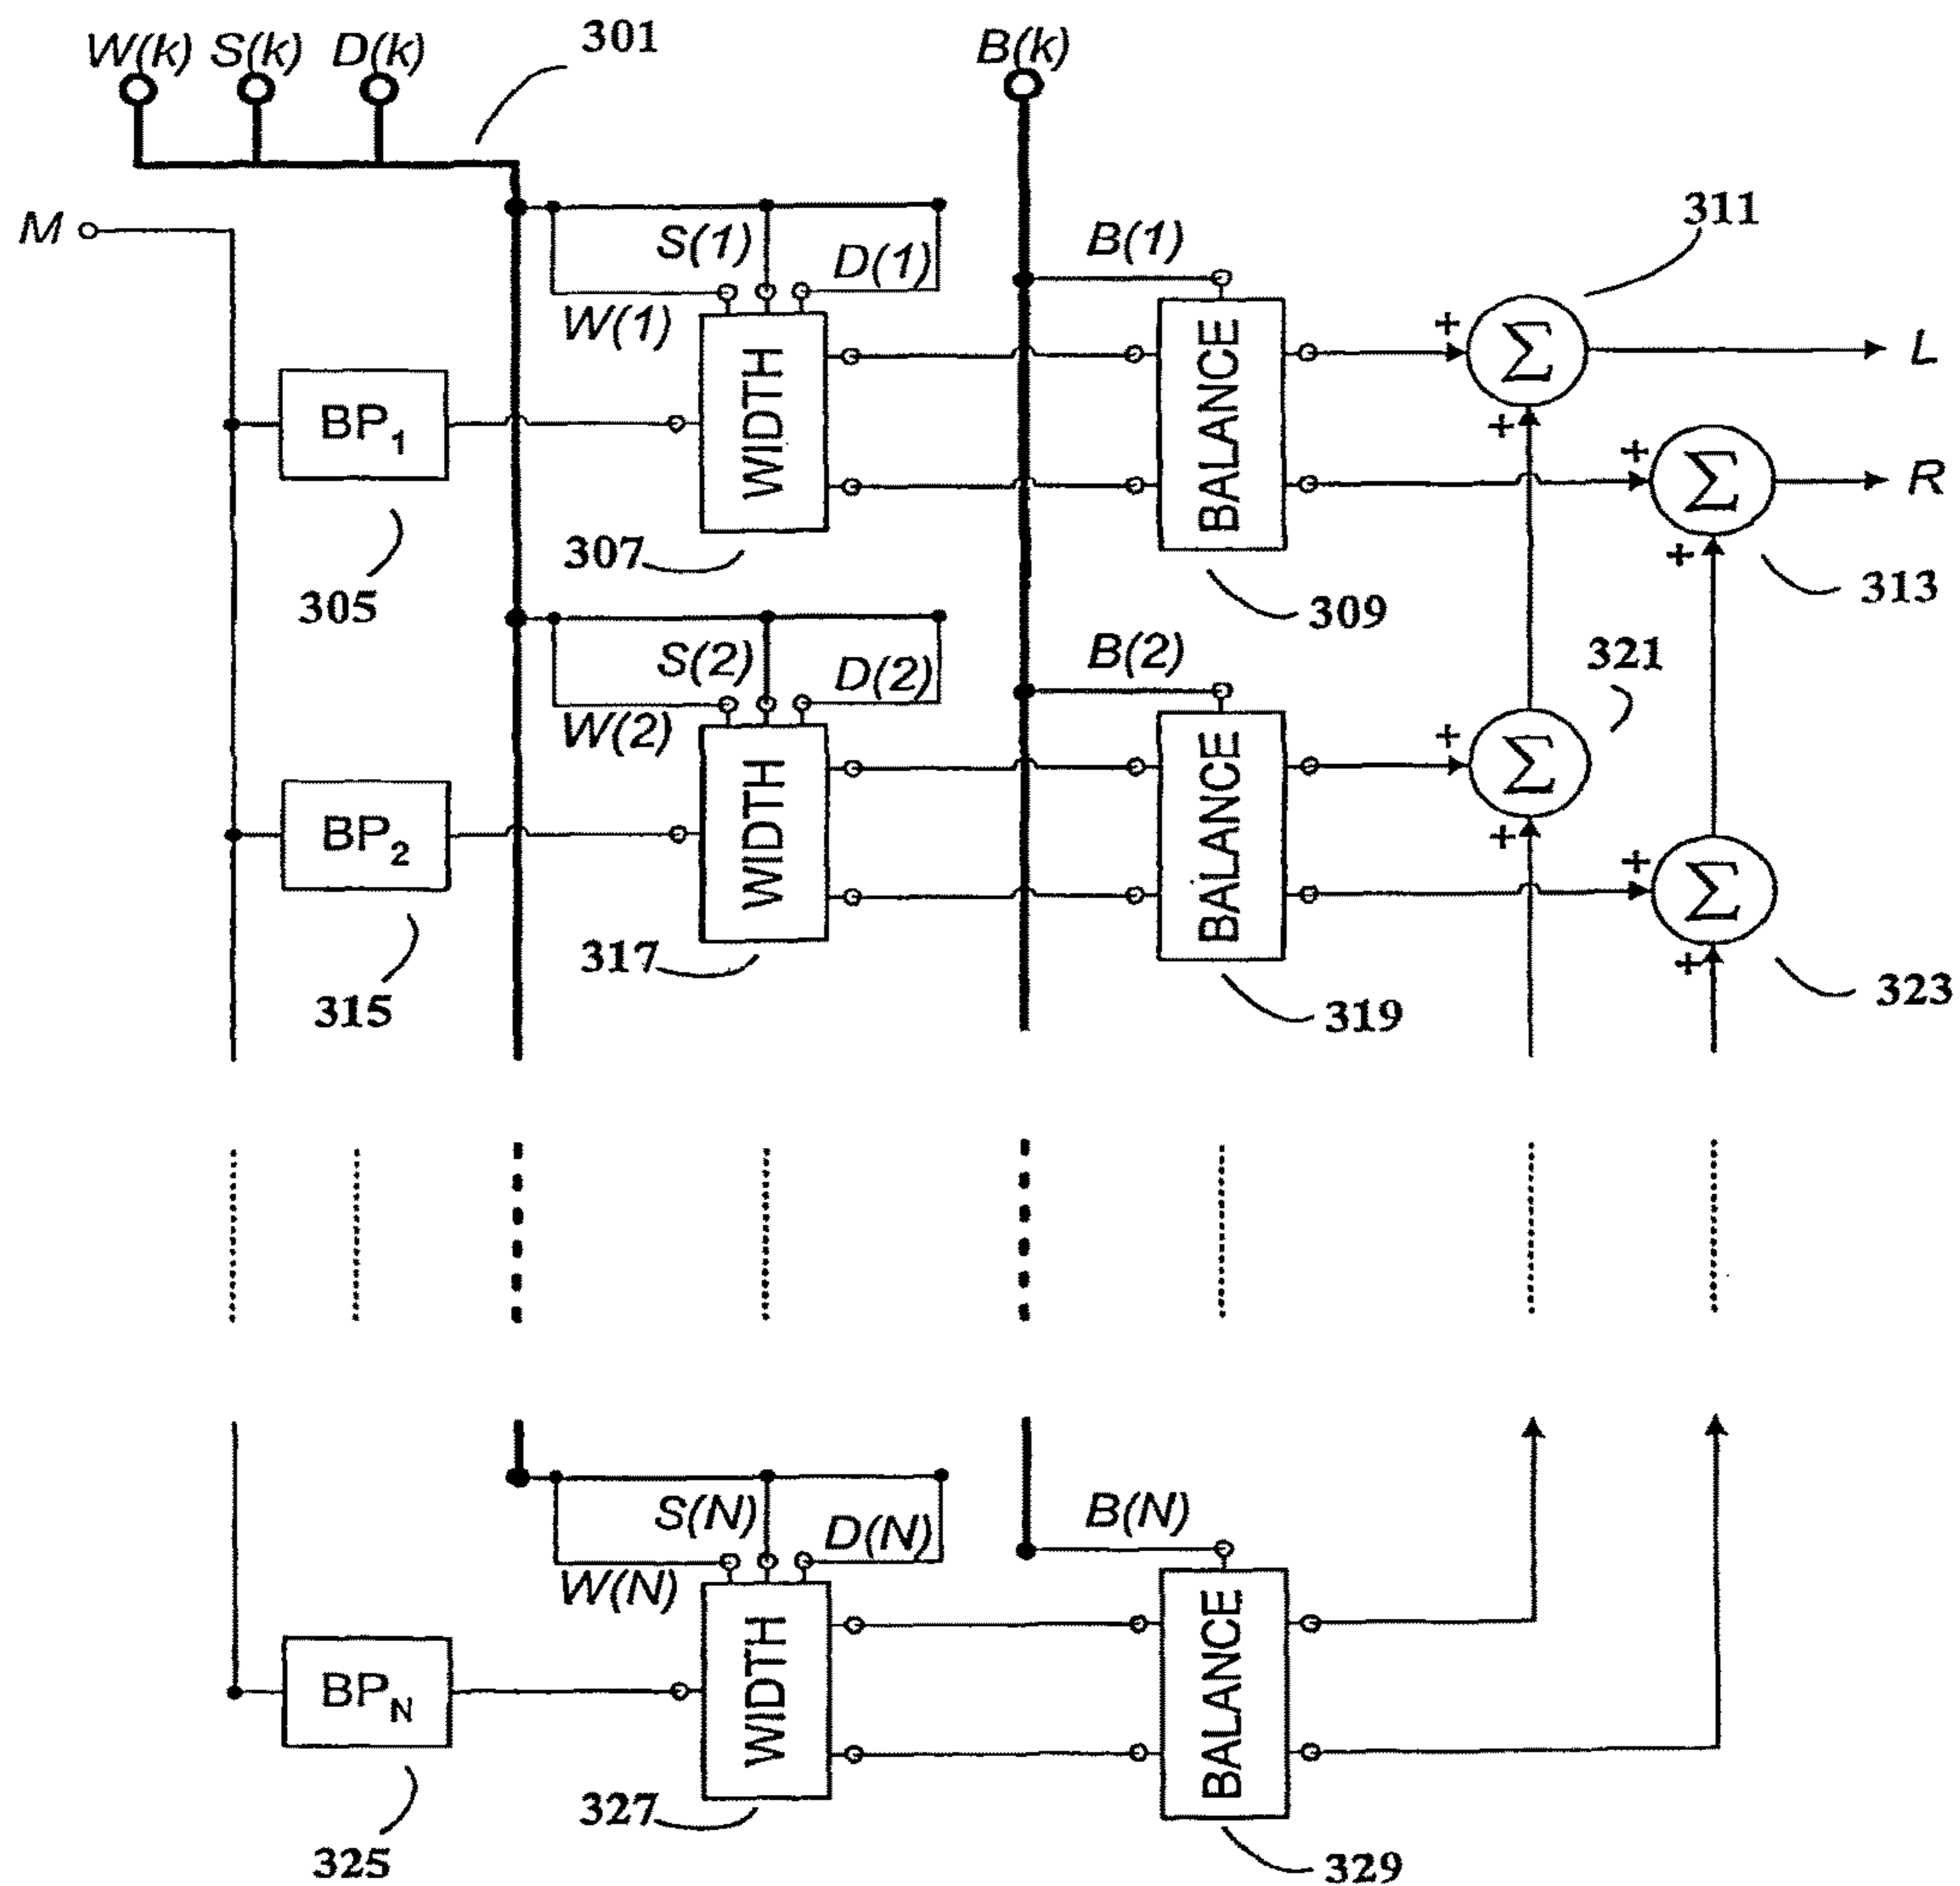 W(k) S(k) D(k) 301 B(k)
M
S(1) D(1) B(1) 311
W(1)
BP1 WIDTH BALANCE + Σ L
+
+ Σ R
+
305 307 309 313
S(2) D(2) B(2) 321
W(2)
BP2 WIDTH BALANCE + Σ
+
+ Σ
+
315 317 319 323
S(N) D(N) B(N)
W(N)
BPN WIDTH BALANCE
325 327 329